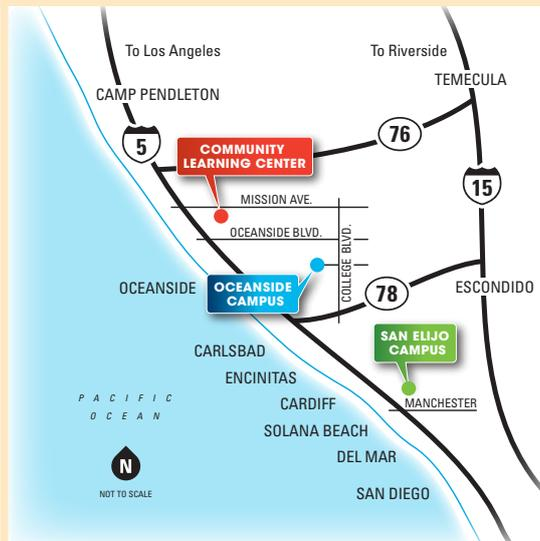 To Los Angeles
To Riverside
TEMECULA
CAMP PENDLETON
76
5
COMMUNITY
LEARNING CENTER
15
MISSION AVE.
OCEANSIDE BLVD.
COLLEGE BLVD.
OCEANSIDE
OCEANSIDE
CAMPUS
78
ESCONDIDO
SAN ELIJO
CAMPUS
CARLSBAD
ENCINITAS
PACIFIC
OCEAN
CARDIFF
MANCHESTER
SOLANA BEACH
DEL MAR
N
NOT TO SCALE
SAN DIEGO